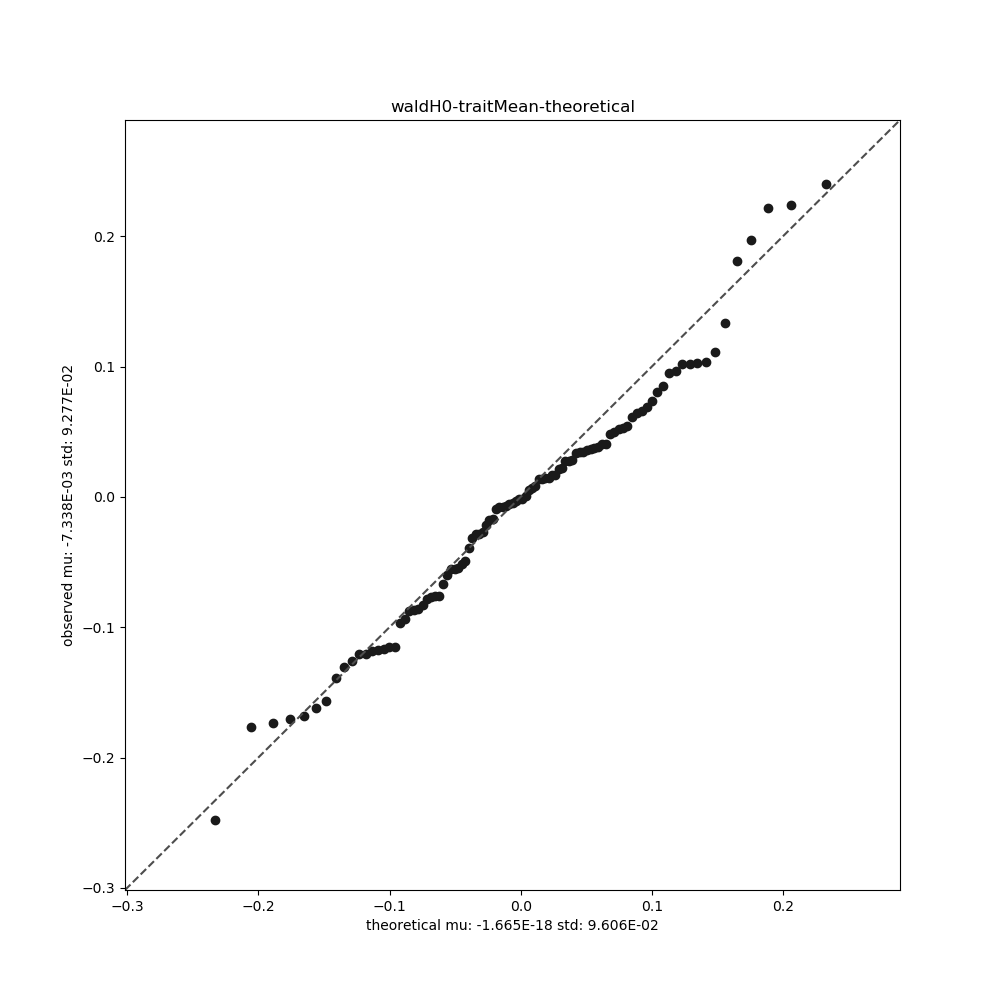 waldH0-traitMean-theoretical
0.2
0.1
0.0
−0.1
−0.2
−0.3
observed mu: -7.338E-03 std: 9.277E-02
−0.3 −0.2 −0.1 0.0 0.1 0.2
theoretical mu: -1.665E-18 std: 9.606E-02